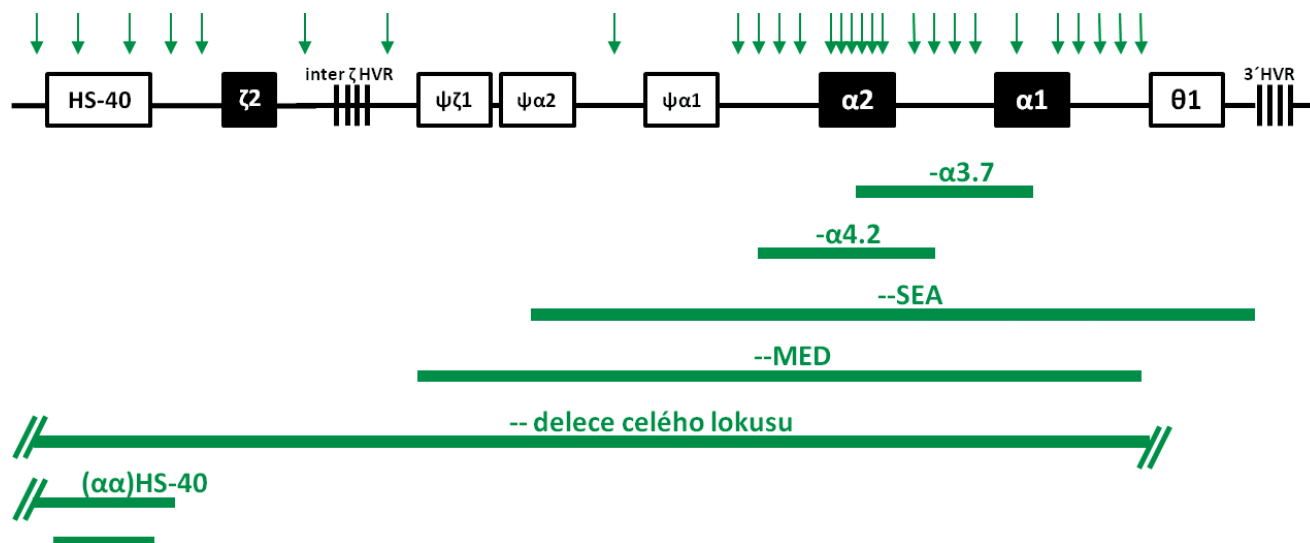 inter ζ HVR
3´HVR
HS-40
ζ2
ψζ1
ψα2
ψα1
α2
α1
θ1
-α3.7
-α4.2
--SEA
--MED
-- delece celého lokusu
(αα)HS-40